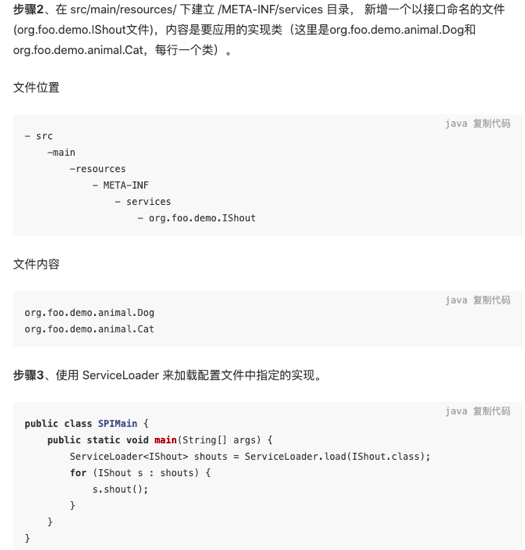 步骤2、在 src/main/resources/ 下建立 /META-INF/services 目录， 新增一个以接口命名的文件
(org.foo.demo.IShout文件)，内容是要应用的实现类（这里是org.foo.demo.animal.Dog和
org.foo.demo.animal.Cat，每行一个类）。
文件位置
java 复制代码
- src
    -main
        -resources
            - META-INF
                - services
                    - org.foo.demo.IShout
文件内容
java 复制代码
org.foo.demo.animal.Dog
org.foo.demo.animal.Cat
步骤3、使用 ServiceLoader 来加载配置文件中指定的实现。
java 复制代码
public class SPIMain {
    public static void main(String[] args) {
        ServiceLoader<IShout> shouts = ServiceLoader.load(IShout.class);
        for (IShout s : shouts) {
            s.shout();
        }
    }
}